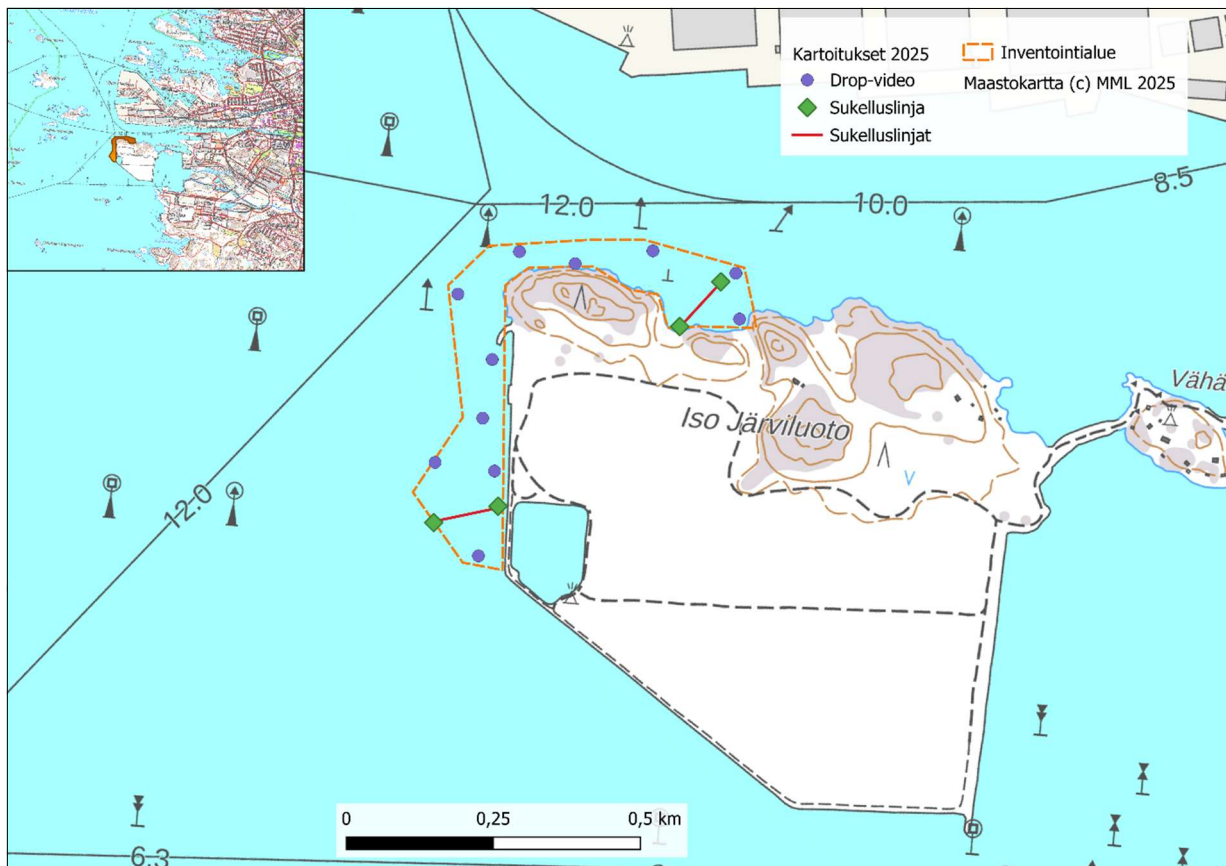 Kartoitukset 2025
Drop-video
Sukelluslinja
Sukelluslinjat
Inventointialue
Maastokartta (c) MML 2025
8.5
12.0
10.0
Vähä
Iso Järviluoto
V
12.0
0
0,25
0,5 km
6.3